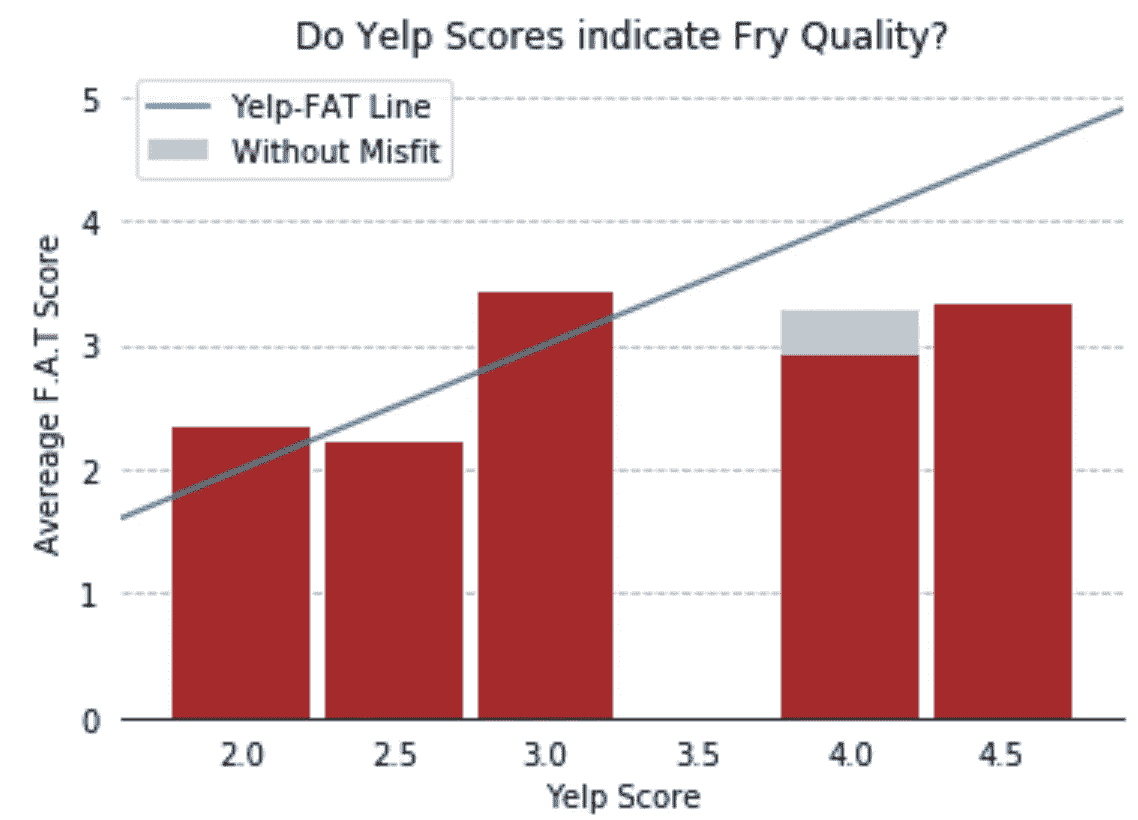 Do Yelp Scores indicate Fry Quality?
Yelp-FAT Line
Without Misfit
5
4
3
2
1
0
Avereage F.A.T Score
2.0 2.5 3.0 3.5 4.0 4.5
Yelp Score